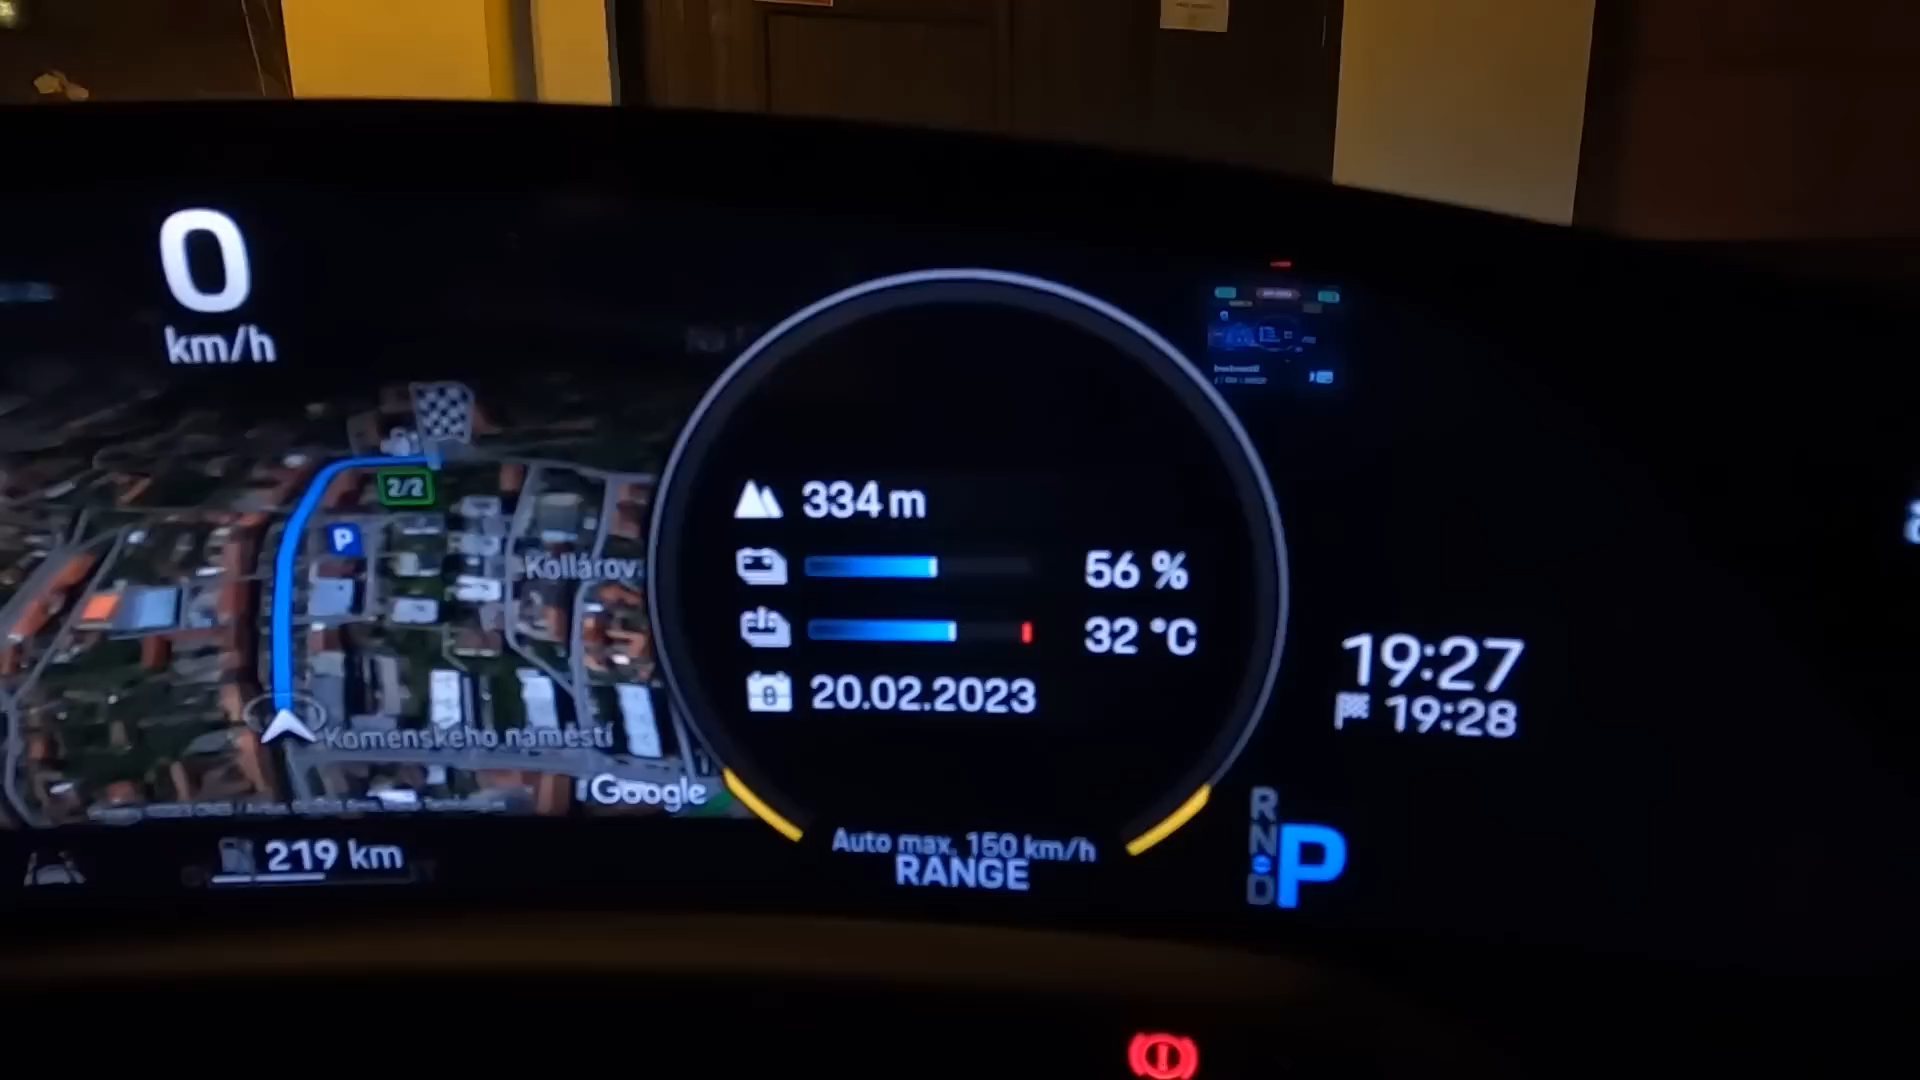 0
km/h
2/2
P
Kollárov
Komenského náměstí
Google
219 km
334 m
56 %
32 °C
20.02.2023
Auto max. 150 km/h
RANGE
19:27
19:28
R
N
D
P